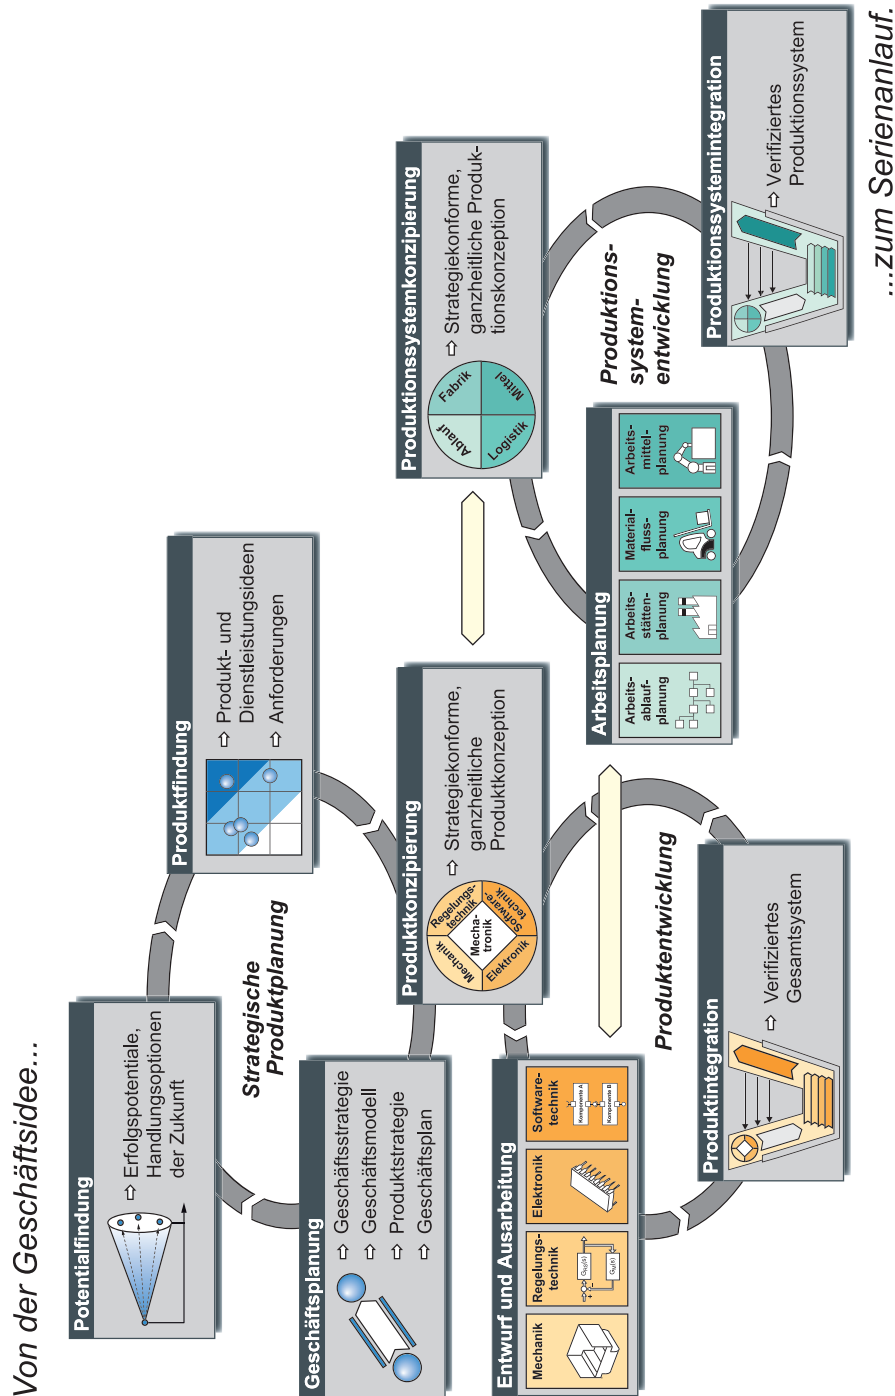 Von der Geschäftsidee...
Potentialfindung
⇨ Erfolgspotentiale,
Handlungsoptionen
der Zukunft
Produktfindung
⇨ Produkt- und
Dienstleistungsideen
⇨ Anforderungen
Strategische
Produktplanung
Geschäftsplanung
⇨ Geschäftsstrategie
⇨ Geschäftsmodell
⇨ Produktstrategie
⇨ Geschäftsplan
Produktkonzipierung
Mechanik
Regelungs-
technik
Mecha-
tronik
Elektronik
Software-
technik
⇨ Strategiekonforme,
ganzheitliche
Produktkonzeption
Produktionssystemkonzipierung
Ablauf
Fabrik
Logistik
Mittel
⇨ Strategiekonforme,
ganzheitliche Produk-
tionskonzeption
Entwurf und Ausarbeitung
Mechanik
Regelungs-
technik
Elektronik
Software-
technik
Komponente A
Komponente B
Produktentwicklung
Arbeitsplanung
Arbeits-
ablauf-
planung
Arbeits-
stätten-
planung
Material-
fluss-
planung
Arbeits-
mittel-
planung
Produktions-
system-
entwicklung
Produktintegration
⇨ Verifiziertes
Gesamtsystem
Produktionssystemintegration
⇨ Verifiziertes
Produktionssystem
...zum Serienanlauf.